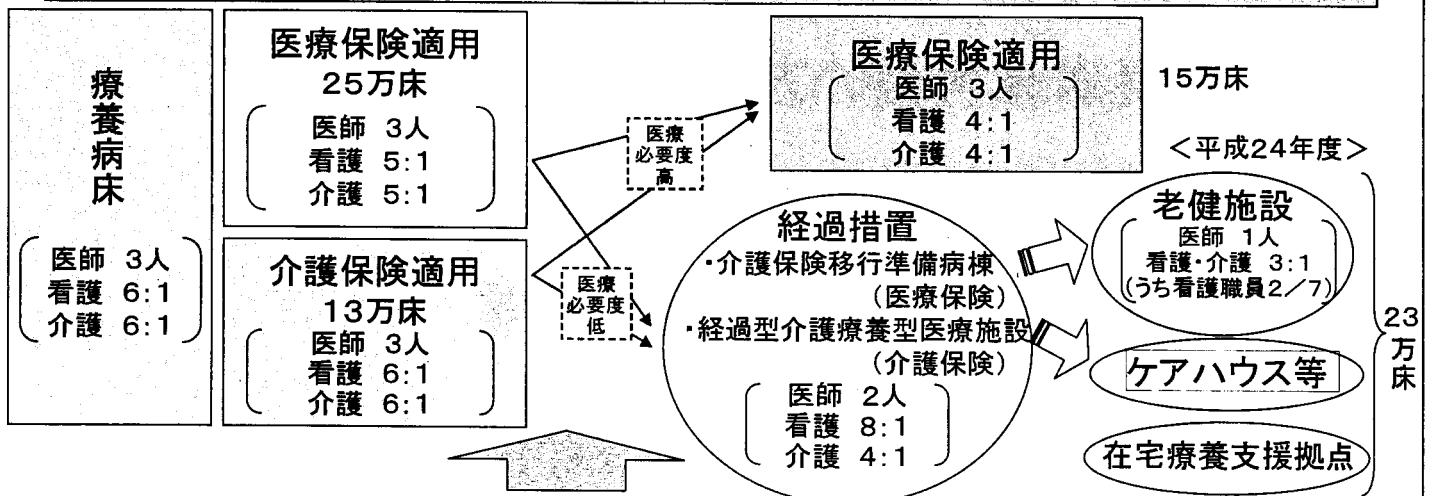 療養病床
医師 3人
看護 6:1
介護 6:1
医療保険適用
25万床
医師 3人
看護 5:1
介護 5:1
介護保険適用
13万床
医師 3人
看護 6:1
介護 6:1
医療
必要度
高
医療
必要度
低
医療保険適用
医師 3人
看護 4:1
介護 4:1
15万床
<平成24年度>
経過措置
・介護保険移行準備病棟
(医療保険)
・経過型介護療養型医療施設
(介護保険)
医師 2人
看護 8:1
介護 4:1
老健施設
医師 1人
看護・介護 3:1
(うち看護職員2/7)
ケアハウス等
在宅療養支援拠点
23万床